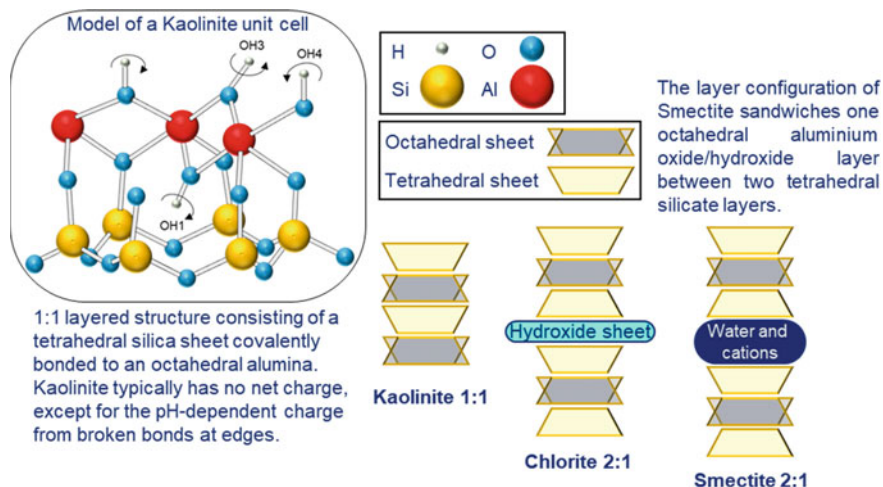 Model of a Kaolinite unit cell
OH3
OH4
OH1
H
O
Si
Al
Octahedral sheet
Tetrahedral sheet
The layer configuration of
Smectite sandwiches one
octahedral aluminium
oxide/hydroxide layer
between two tetrahedral
silicate layers.
1:1 layered structure consisting of a
tetrahedral silica sheet covalently
bonded to an octahedral alumina.
Kaolinite typically has no net charge,
except for the pH-dependent charge
from broken bonds at edges.
Kaolinite 1:1
Hydroxide sheet
Chlorite 2:1
Water and
cations
Smectite 2:1